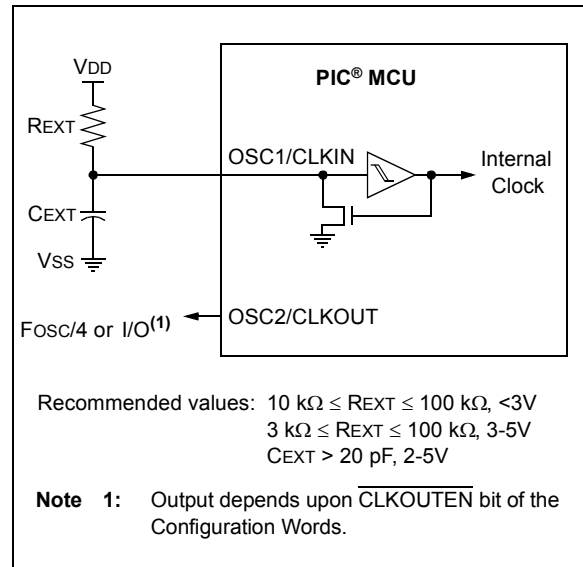 VDD
PIC® MCU
REXT
OSC1/CLKIN
Internal
Clock
CEXT
VSS
FOSC/4 or I/O(1)
OSC2/CLKOUT
Recommended values: 10 kΩ ≤ REXT ≤ 100 kΩ, <3V
3 kΩ ≤ REXT ≤ 100 kΩ, 3-5V
CEXT > 20 pF, 2-5V
Note 1: Output depends upon CLKOUTEN bit of the
Configuration Words.